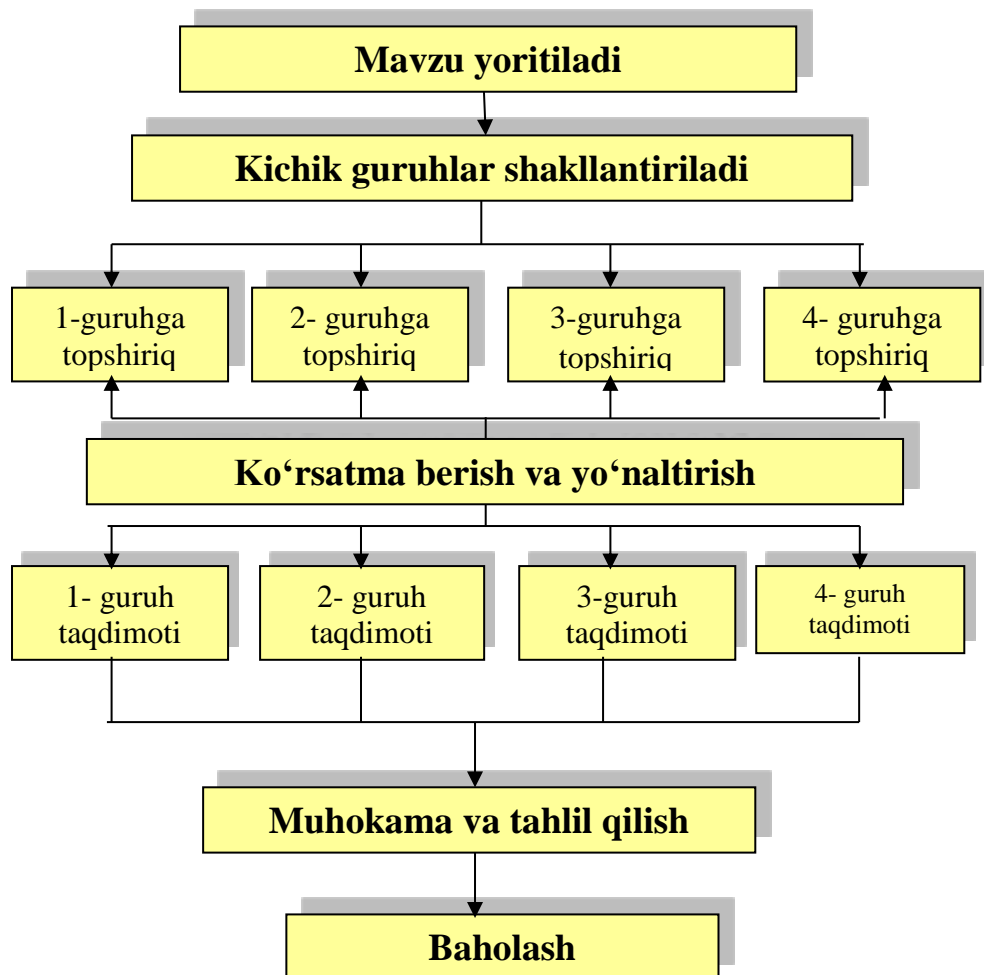 Mavzu yoritiladi
Kichik guruhlar shakllantiriladi
1-guruhga
topshiriq
2- guruhga
topshiriq
3-guruhga
topshiriq
4- guruhga
topshiriq
Ko‘rsatma berish va yo‘naltirish
1- guruh
taqdimoti
2- guruh
taqdimoti
3-guruh
taqdimoti
4- guruh
taqdimoti
Muhokama va tahlil qilish
Baholash